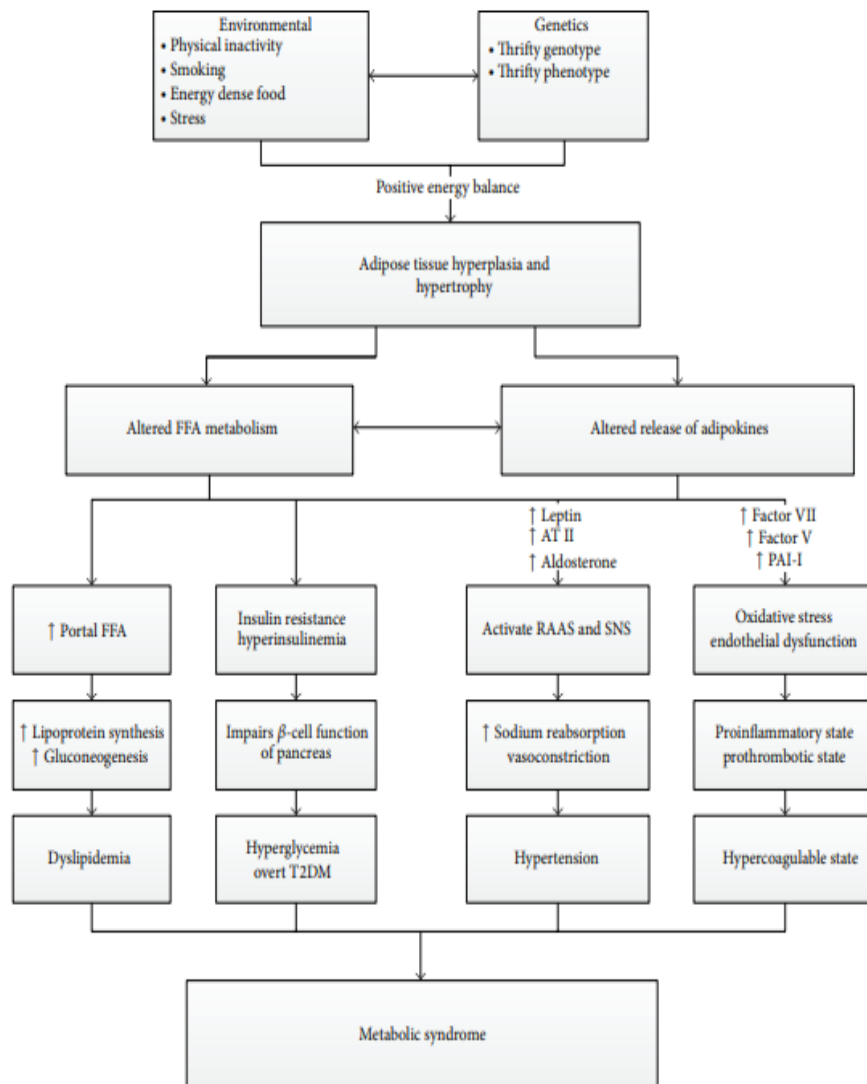 Environmental
• Physical inactivity
• Smoking
• Energy dense food
• Stress
Genetics
• Thrifty genotype
• Thrifty phenotype
Positive energy balance
Adipose tissue hyperplasia and
hypertrophy
Altered FFA metabolism
Altered release of adipokines
↑ Leptin
↑ AT II
↑ Aldosterone
↑ Factor VII
↑ Factor V
↑ PAI-I
↑ Portal FFA
Insulin resistance
hyperinsulinemia
Activate RAAS and SNS
Oxidative stress
endothelial dysfunction
↑ Lipoprotein synthesis
↑ Gluconeogenesis
Impairs β-cell function
of pancreas
↑ Sodium reabsorption
vasoconstriction
Proinflammatory state
prothrombotic state
Dyslipidemia
Hyperglycemia
overt T2DM
Hypertension
Hypercoagulable state
Metabolic syndrome